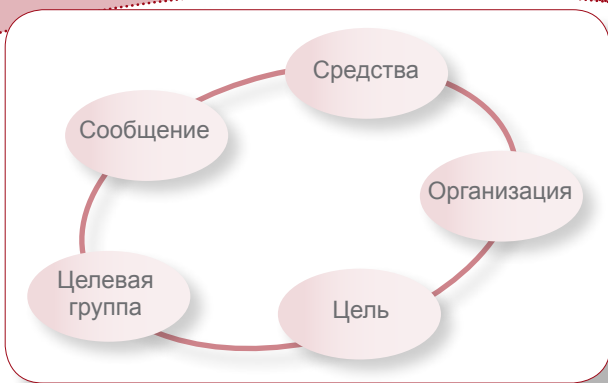 Средства
Сообщение
Организация
Целевая
группа
Цель